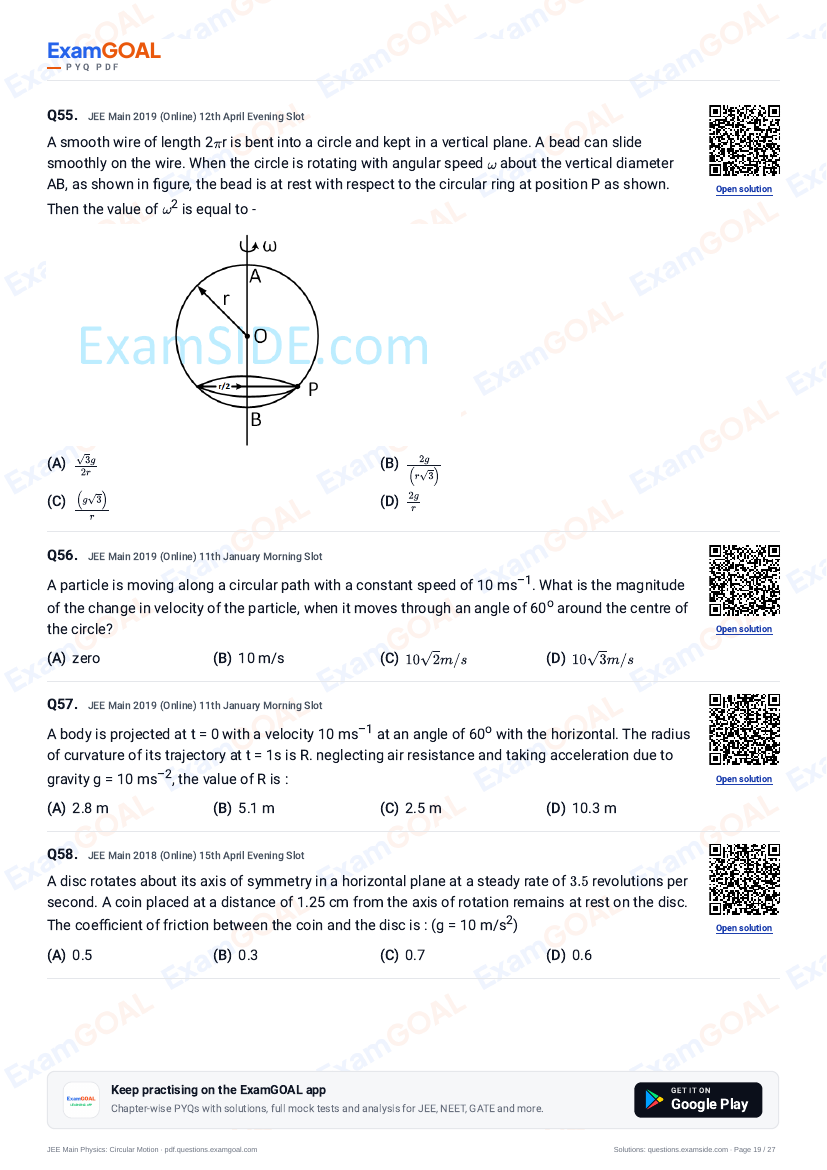 ExamGOAL
PYQ PDF
Q55. JEE Main 2019 (Online) 12th April Evening Slot
A smooth wire of length 2πr is bent into a circle and kept in a vertical plane. A bead can slide
smoothly on the wire. When the circle is rotating with angular speed ω about the vertical diameter
AB, as shown in figure, the bead is at rest with respect to the circular ring at position P as shown.
Then the value of ω² is equal to -
Open solution
ω
A
r
O
ExamSIDE.com
r/2
P
B
(A) √3g/2r (B) 2g/(r√3)
(C) (g√3)/r (D) 2g/r
Q56. JEE Main 2019 (Online) 11th January Morning Slot
A particle is moving along a circular path with a constant speed of 10 ms⁻¹. What is the magnitude
of the change in velocity of the particle, when it moves through an angle of 60° around the centre of
the circle?
Open solution
(A) zero (B) 10 m/s (C) 10√2m/s (D) 10√3m/s
Q57. JEE Main 2019 (Online) 11th January Morning Slot
A body is projected at t = 0 with a velocity 10 ms⁻¹ at an angle of 60° with the horizontal. The radius
of curvature of its trajectory at t = 1s is R. neglecting air resistance and taking acceleration due to
gravity g = 10 ms⁻², the value of R is :
Open solution
(A) 2.8 m (B) 5.1 m (C) 2.5 m (D) 10.3 m
Q58. JEE Main 2018 (Online) 15th April Evening Slot
A disc rotates about its axis of symmetry in a horizontal plane at a steady rate of 3.5 revolutions per
second. A coin placed at a distance of 1.25 cm from the axis of rotation remains at rest on the disc.
The coefficient of friction between the coin and the disc is : (g = 10 m/s²)
Open solution
(A) 0.5 (B) 0.3 (C) 0.7 (D) 0.6
ExamGOAL
Keep practising on the ExamGOAL app
Chapter-wise PYQs with solutions, full mock tests and analysis for JEE, NEET, GATE and more.
GET IT ON
Google Play
JEE Main Physics: Circular Motion · pdf.questions.examgoal.com Solutions: questions.examside.com · Page 19 / 27